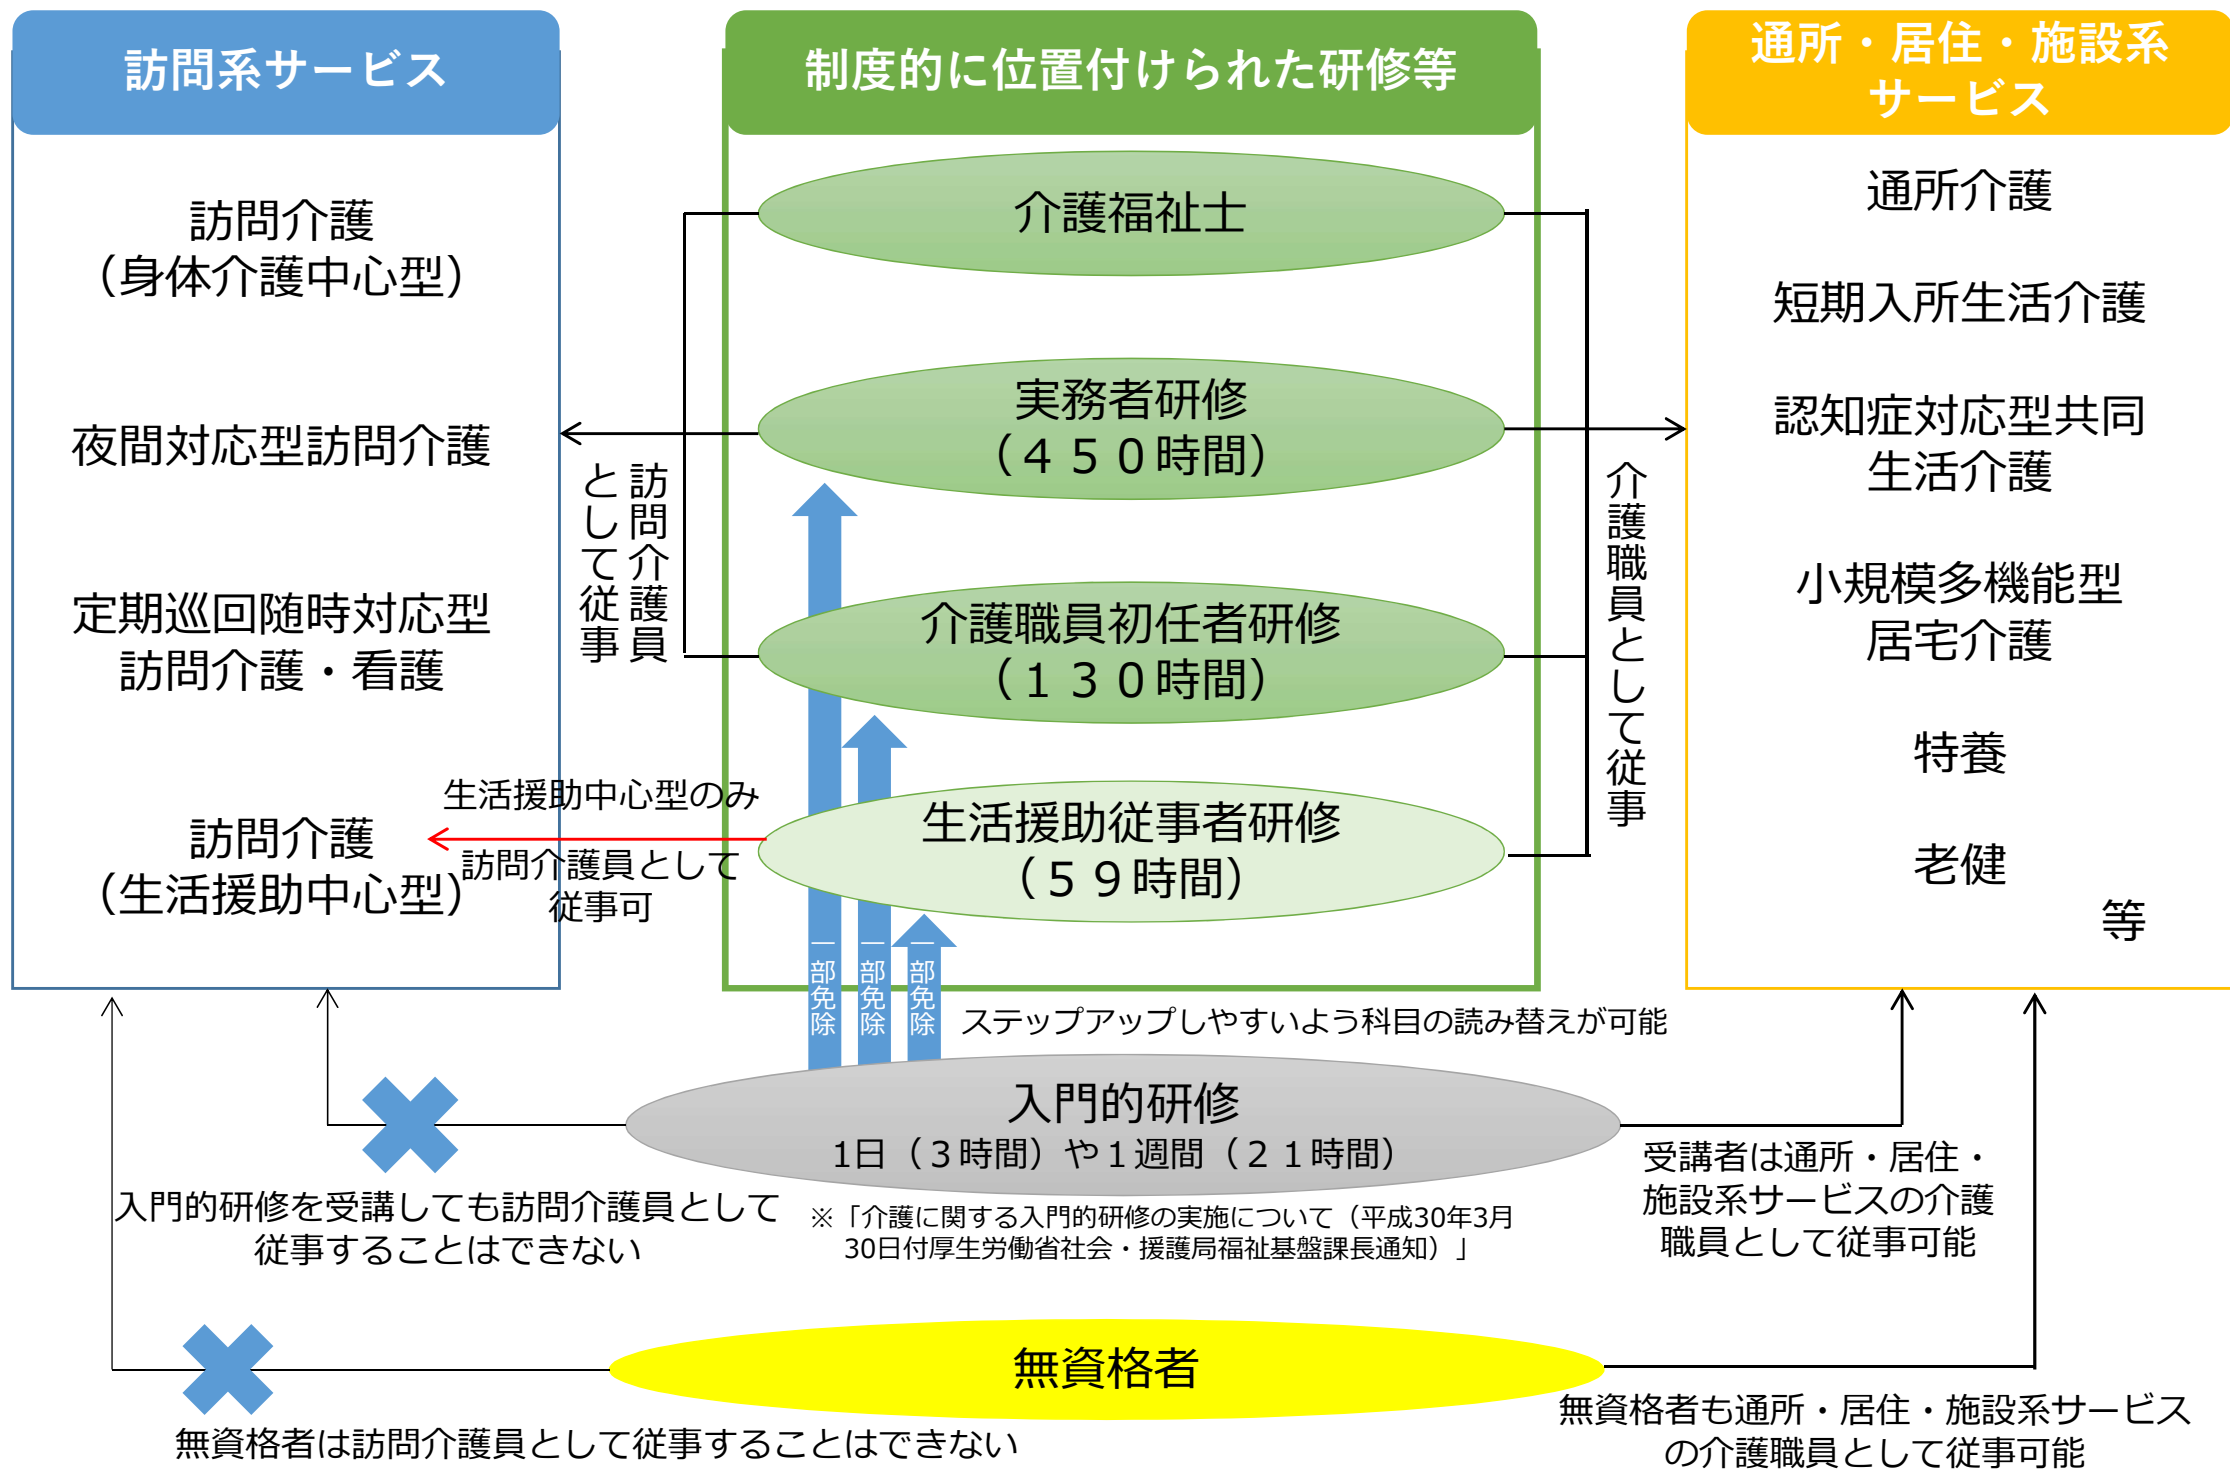 訪問系サービス
訪問介護
（身体介護中心型）
夜間対応型訪問介護
定期巡回随時対応型
訪問介護・看護
訪問介護
（生活援助中心型）
訪問介護員
として従事
生活援助中心型のみ
訪問介護員として
従事可
制度的に位置付けられた研修等
介護福祉士
実務者研修
（４５０時間）
介護職員初任者研修
（１３０時間）
生活援助従事者研修
（５９時間）
一部免除
一部免除
一部免除
介護職員として従事
通所・居住・施設系
サービス
通所介護
短期入所生活介護
認知症対応型共同
生活介護
小規模多機能型
居宅介護
特養
老健
等
ステップアップしやすいよう科目の読み替えが可能
入門的研修
1日（３時間）や１週間（２１時間）
※「介護に関する入門的研修の実施について（平成30年3月
30日付厚生労働省社会・援護局福祉基盤課長通知）」
入門的研修を受講しても訪問介護員として
従事することはできない
受講者は通所・居住・
施設系サービスの介護
職員として従事可能
無資格者
無資格者は訪問介護員として従事することはできない
無資格者も通所・居住・施設系サービス
の介護職員として従事可能